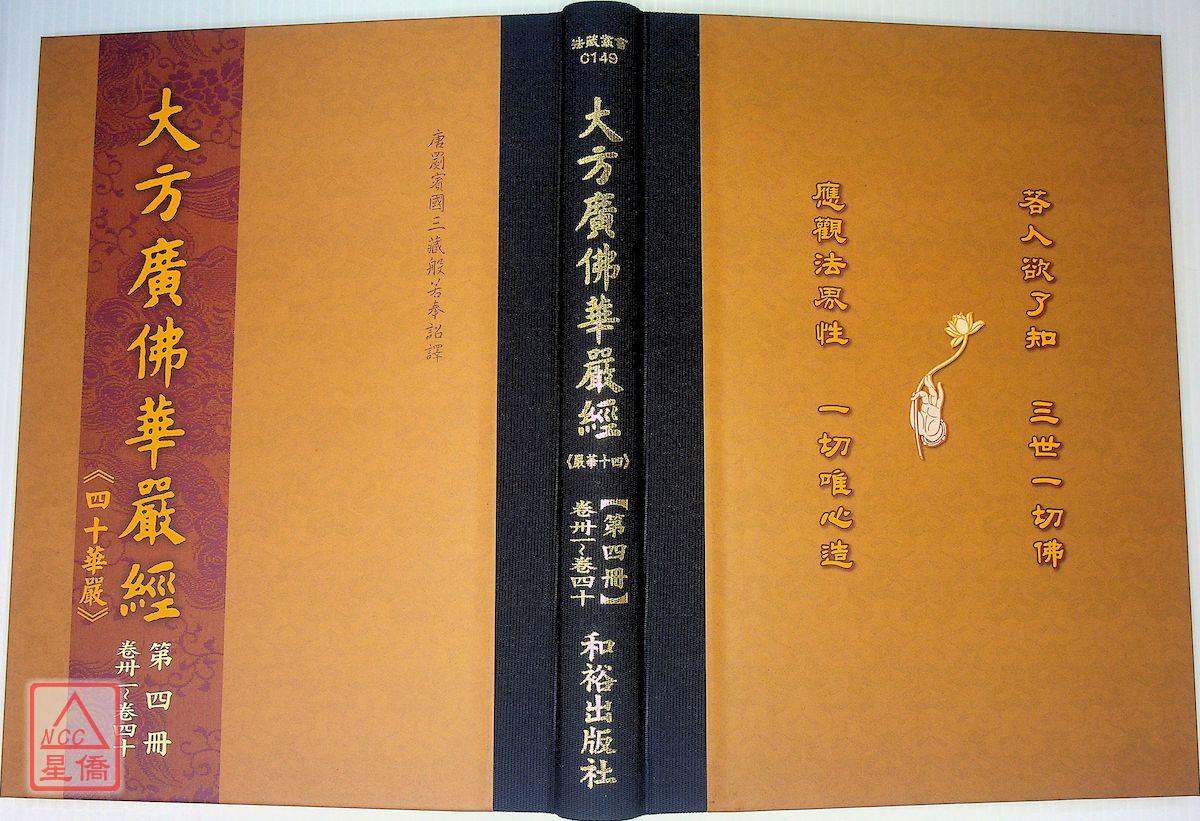 大方廣佛華嚴經
《四十華嚴》
第四冊
卷卅一~卷四十
唐罽賓國三藏般若奉詔譯
法藏叢書
C149
大方廣佛華嚴經
《四十華嚴》
【第四冊】
卷卅一~卷四十
和裕出版社
若人欲了知 三世一切佛
應觀法界性 一切唯心造
NCC
星僑